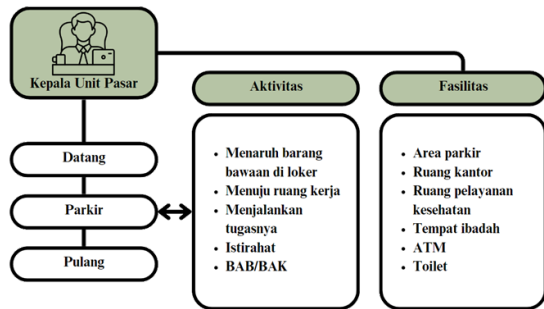 Kepala Unit Pasar
Datang
Parkir
Pulang
Aktivitas
• Menaruh barang
bawaan di loker
• Menuju ruang kerja
• Menjalankan
tugasnya
• Istirahat
• BAB/BAK
Fasilitas
• Area parkir
• Ruang kantor
• Ruang pelayanan
kesehatan
• Tempat ibadah
• ATM
• Toilet